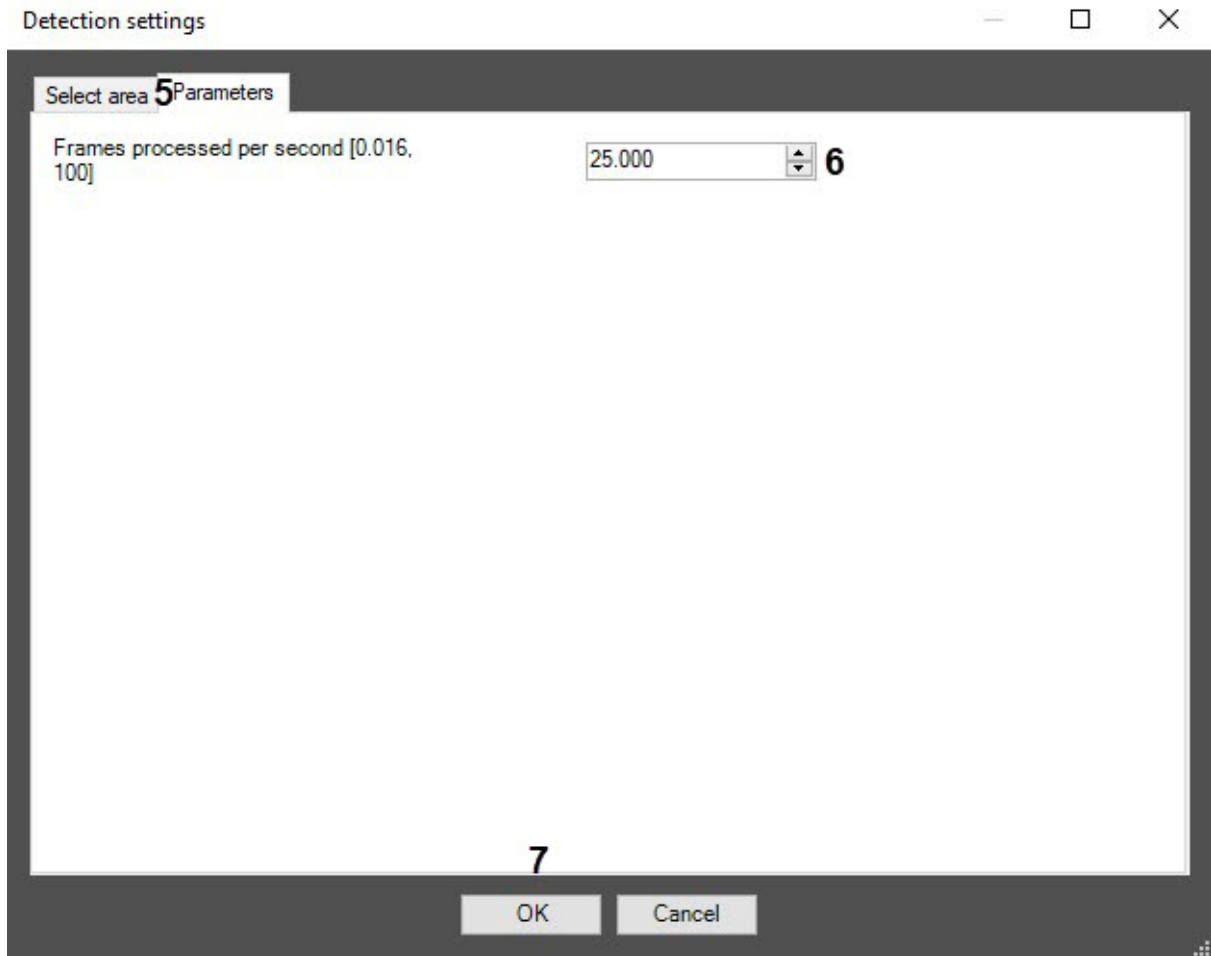 Detection settings
Select area 5 Parameters
Frames processed per second [0.016,
100]
25.000 6
7
OK Cancel